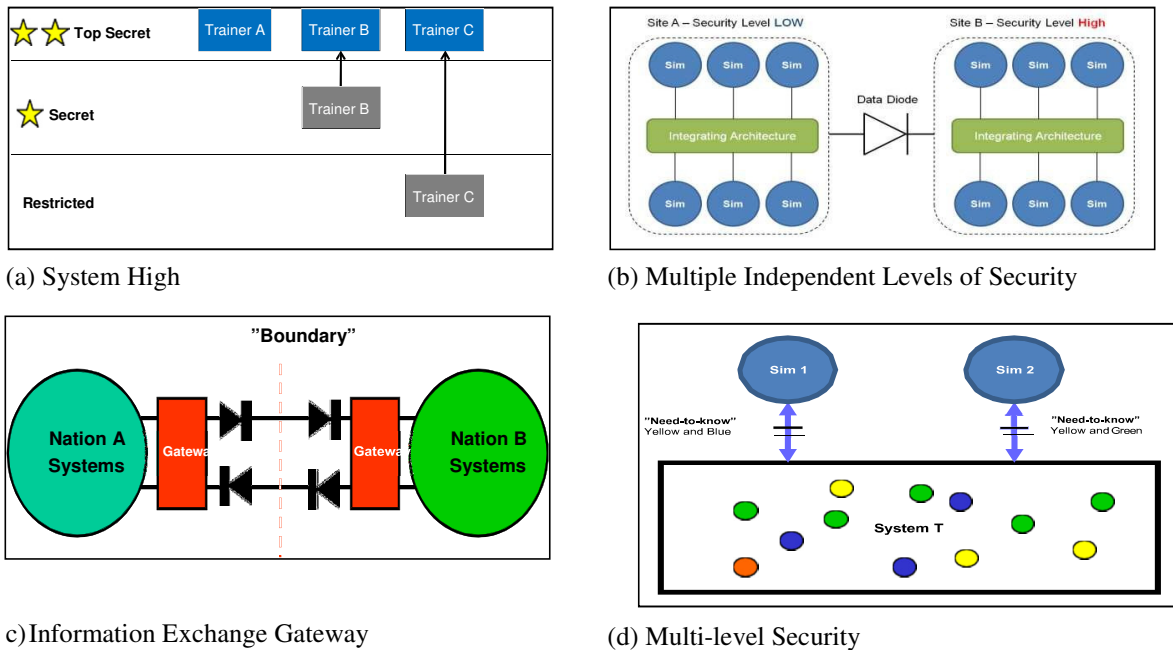 Top Secret
Trainer A
Trainer B
Trainer C
Trainer B
Secret
Restricted
Trainer C
(a) System High
Site A – Security Level LOW
Site B – Security Level High
Sim Sim Sim
Sim Sim Sim
Data Diode
Integrating Architecture
Integrating Architecture
Sim Sim Sim
Sim Sim Sim
(b) Multiple Independent Levels of Security
"Boundary"
Nation A
Systems
Gateway
Gateway
Nation B
Systems
c) Information Exchange Gateway
Sim 1
Sim 2
"Need-to-know"
Yellow and Blue
"Need-to-know"
Yellow and Green
System T
(d) Multi-level Security